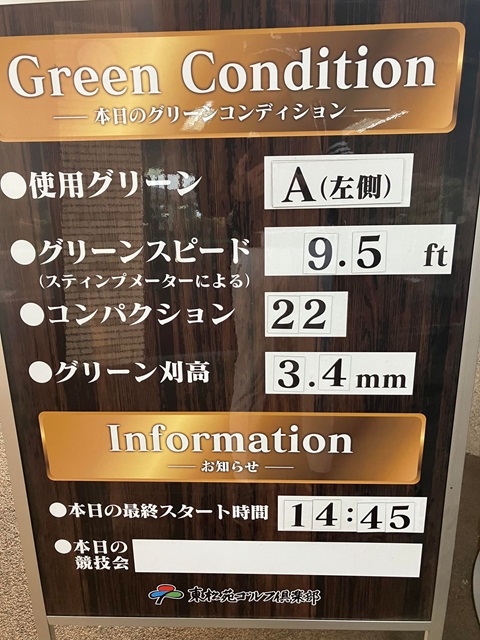 Green Condition
本日のグリーンコンディション
●使用グリーン A(左側)
●グリーンスピード 9.5 ft
(スティンプメーターによる)
●コンパクション 22
●グリーン刈高 3.4mm
Information
お知らせ
●本日の最終スタート時間 14:45
●本日の
競技会
東松苑ゴルフ倶楽部